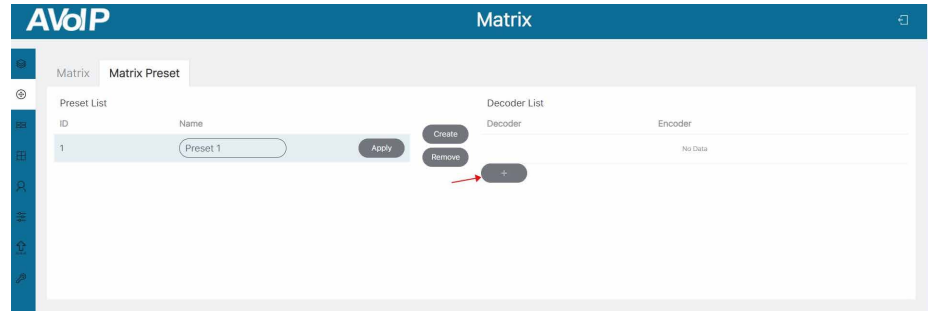 AVoIP
Matrix
Matrix Matrix Preset
Preset List
ID Name
1 Preset 1 Apply
Create
Remove
Decoder List
Decoder Encoder
No Data
+